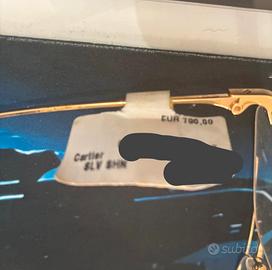 EUR 790,00
Cartier
SLV SHN
subito